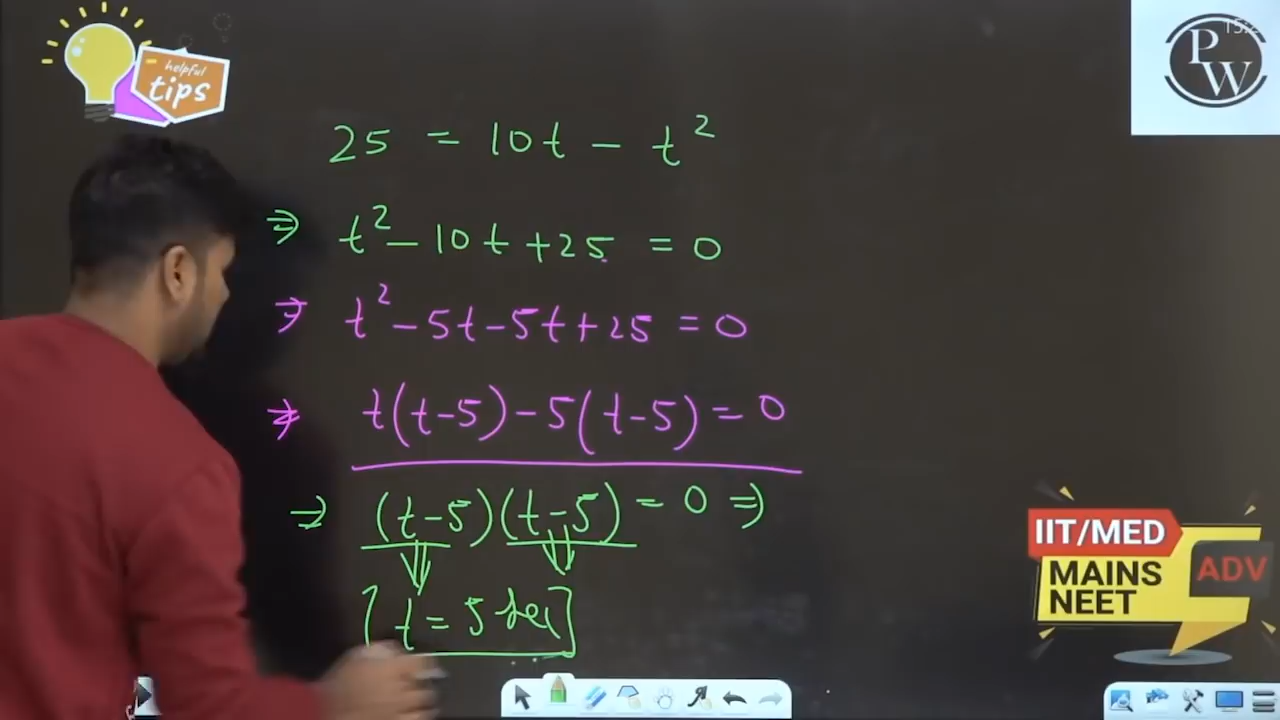 helpful
tips
PW
25 = 10t - t²
⇒ t² - 10t + 25 = 0
⇒ t² - 5t - 5t + 25 = 0
⇒ t(t-5) - 5(t-5) = 0
⇒ (t-5)(t-5) = 0 ⇒
[t = 5 sec]
IIT/MED
MAINS
NEET
ADV